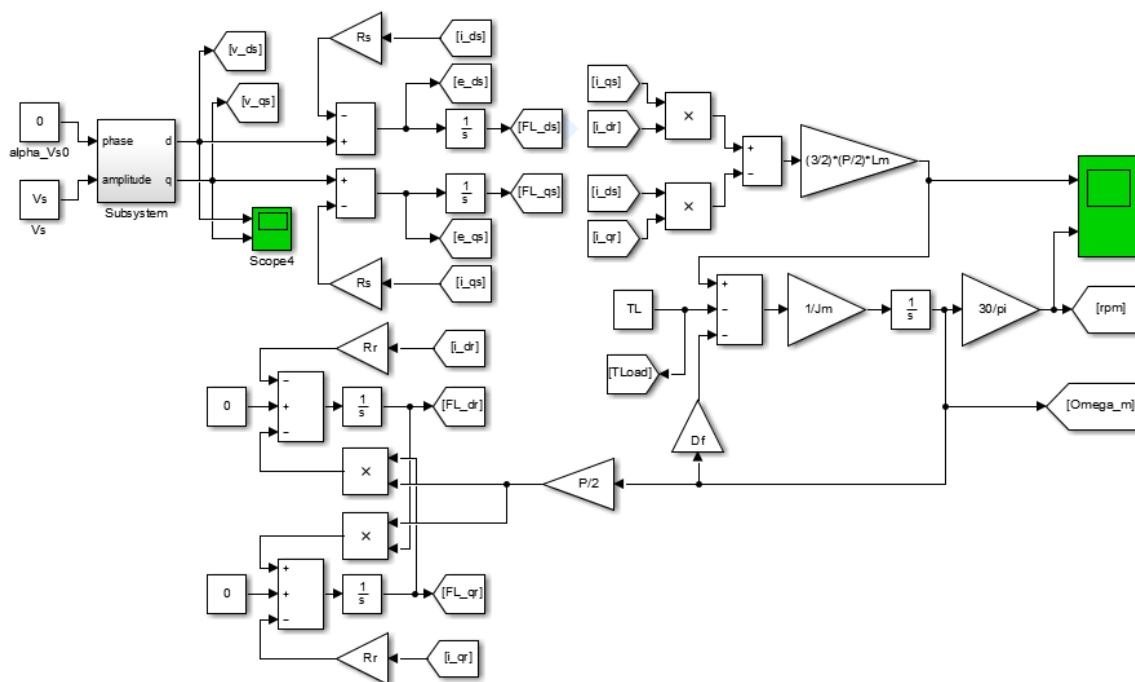 [v_ds]
[v_qs]
Rs
[i_ds]
[e_ds]
0
alpha_Vs0
phase
d
amplitude
q
Subsystem
Vs
Vs
Scope4
−
+
1
s
[FL_ds]
+
−
1
s
[FL_qs]
[e_qs]
Rs
[i_qs]
[i_qs]
[i_dr]
×
[i_ds]
[i_qr]
×
+
−
(3/2)*(P/2)*Lm
TL
[TLoad]
+
−
−
1/Jm
1
s
30/pi
[rpm]
[Omega_m]
Df
P/2
Rr
[i_dr]
0
−
+
−
1
s
[FL_dr]
×
×
0
+
+
−
1
s
[FL_qr]
Rr
[i_qr]